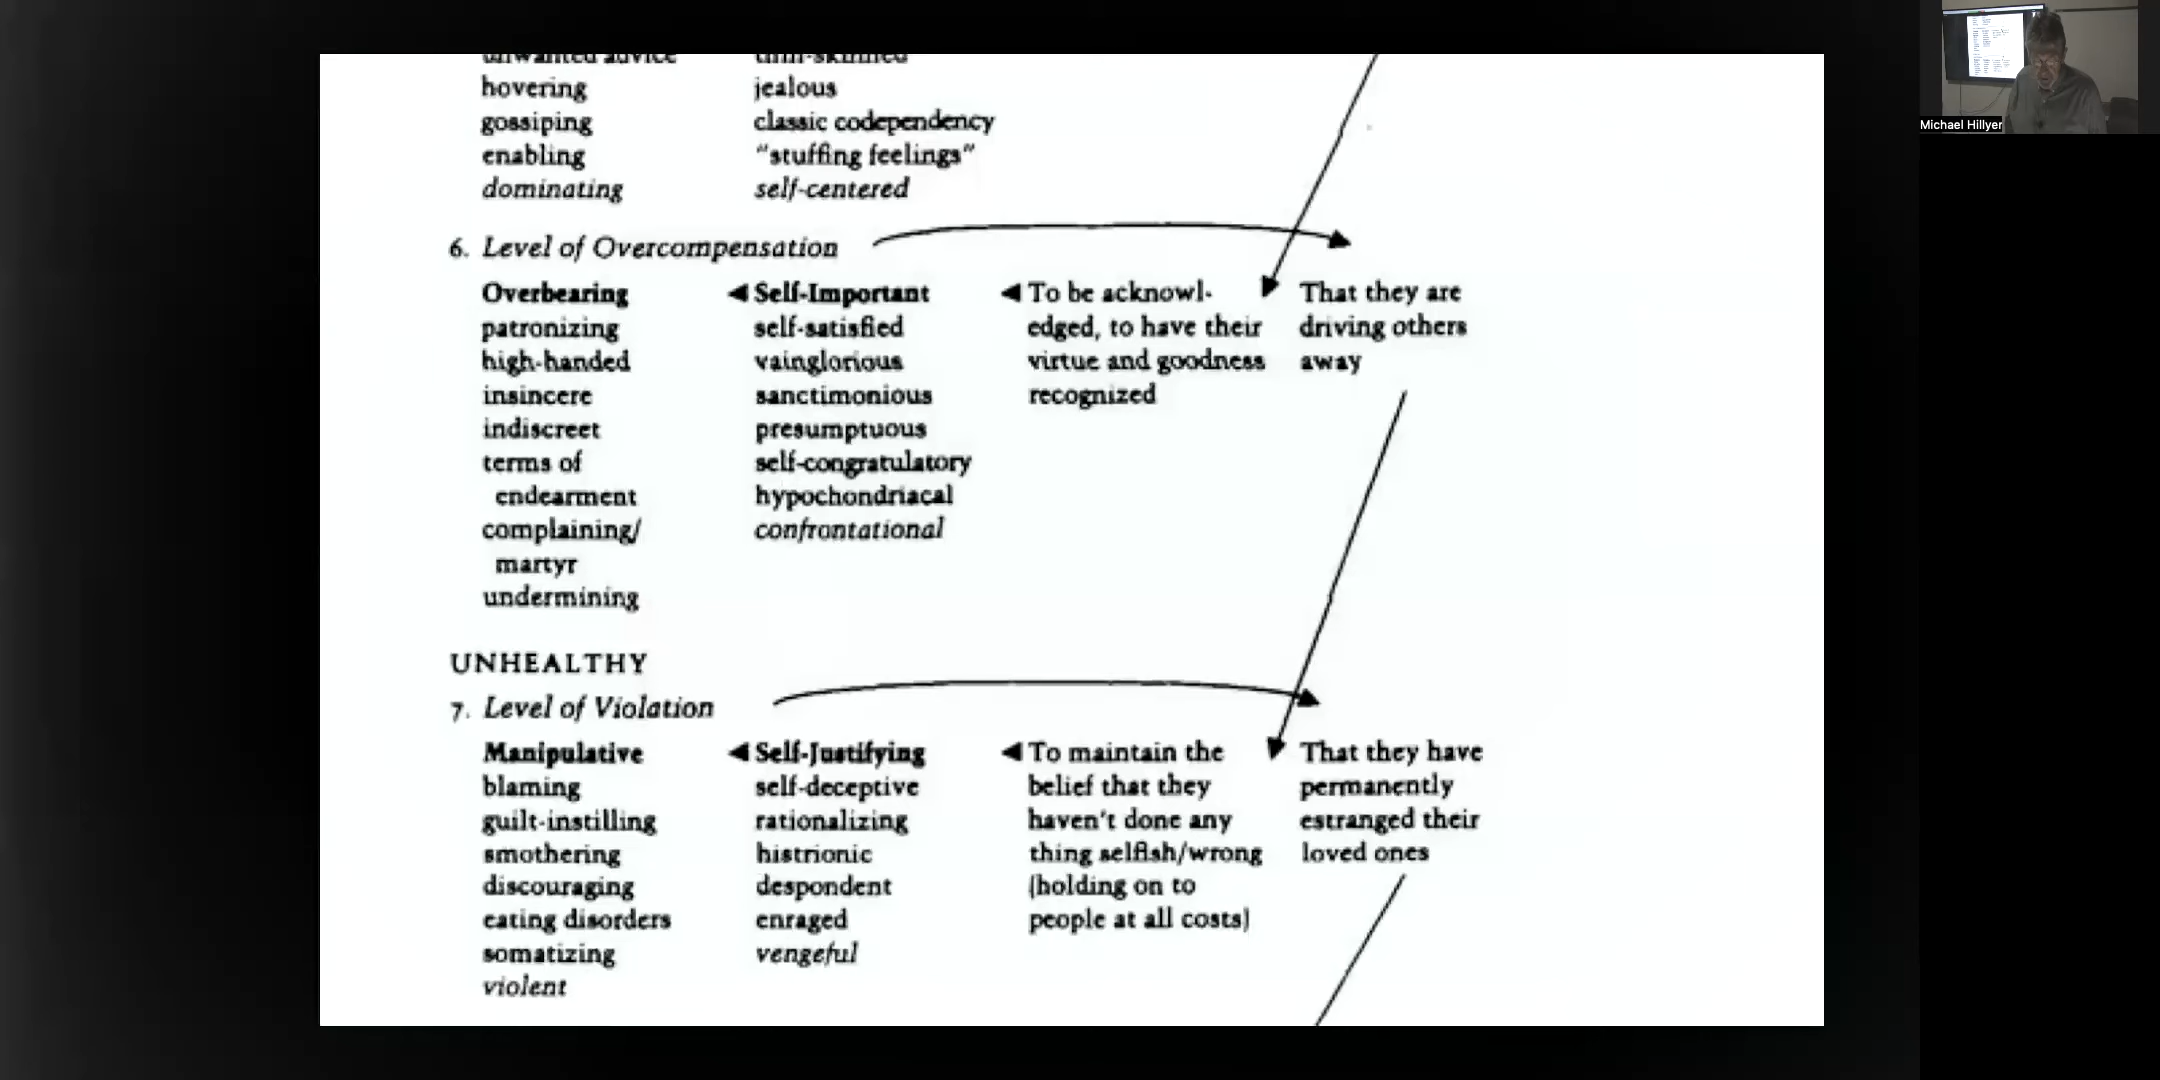 unwanted advice thin-skinned
hovering jealous
gossiping classic codependency
enabling "stuffing feelings"
dominating self-centered
6. Level of Overcompensation
Overbearing ◄ Self-Important ◄ To be acknowl- That they are
patronizing self-satisfied edged, to have their driving others
high-handed vainglorious virtue and goodness away
insincere sanctimonious recognized
indiscreet presumptuous
terms of self-congratulatory
endearment hypochondriacal
complaining/ confrontational
martyr
undermining
UNHEALTHY
7. Level of Violation
Manipulative ◄ Self-Justifying ◄ To maintain the That they have
blaming self-deceptive belief that they permanently
guilt-instilling rationalizing haven't done any estranged their
smothering histrionic thing selfish/wrong loved ones
discouraging despondent (holding on to
eating disorders enraged people at all costs)
somatizing vengeful
violent
Michael Hillyer